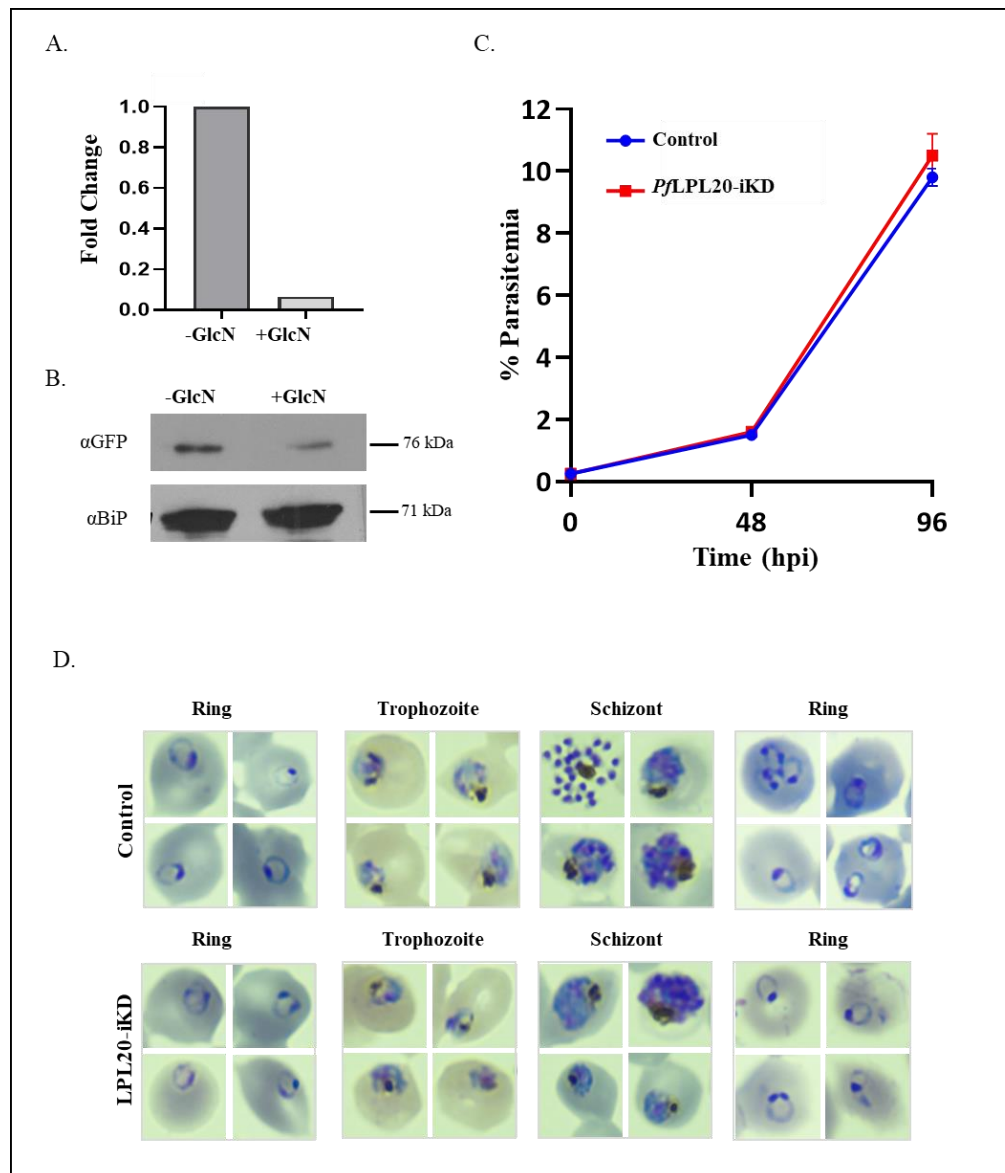 A.
Fold Change
1.0
0.8
0.6
0.4
0.2
0.0
-GlcN +GlcN
B.
-GlcN +GlcN
αGFP 76 kDa
αBiP 71 kDa
C.
% Parasitemia
12
10
8
6
4
2
0
Control
PfLPL20-iKD
0 48 96
Time (hpi)
D.
Ring Trophozoite Schizont Ring
Control
Ring Trophozoite Schizont Ring
LPL20-iKD